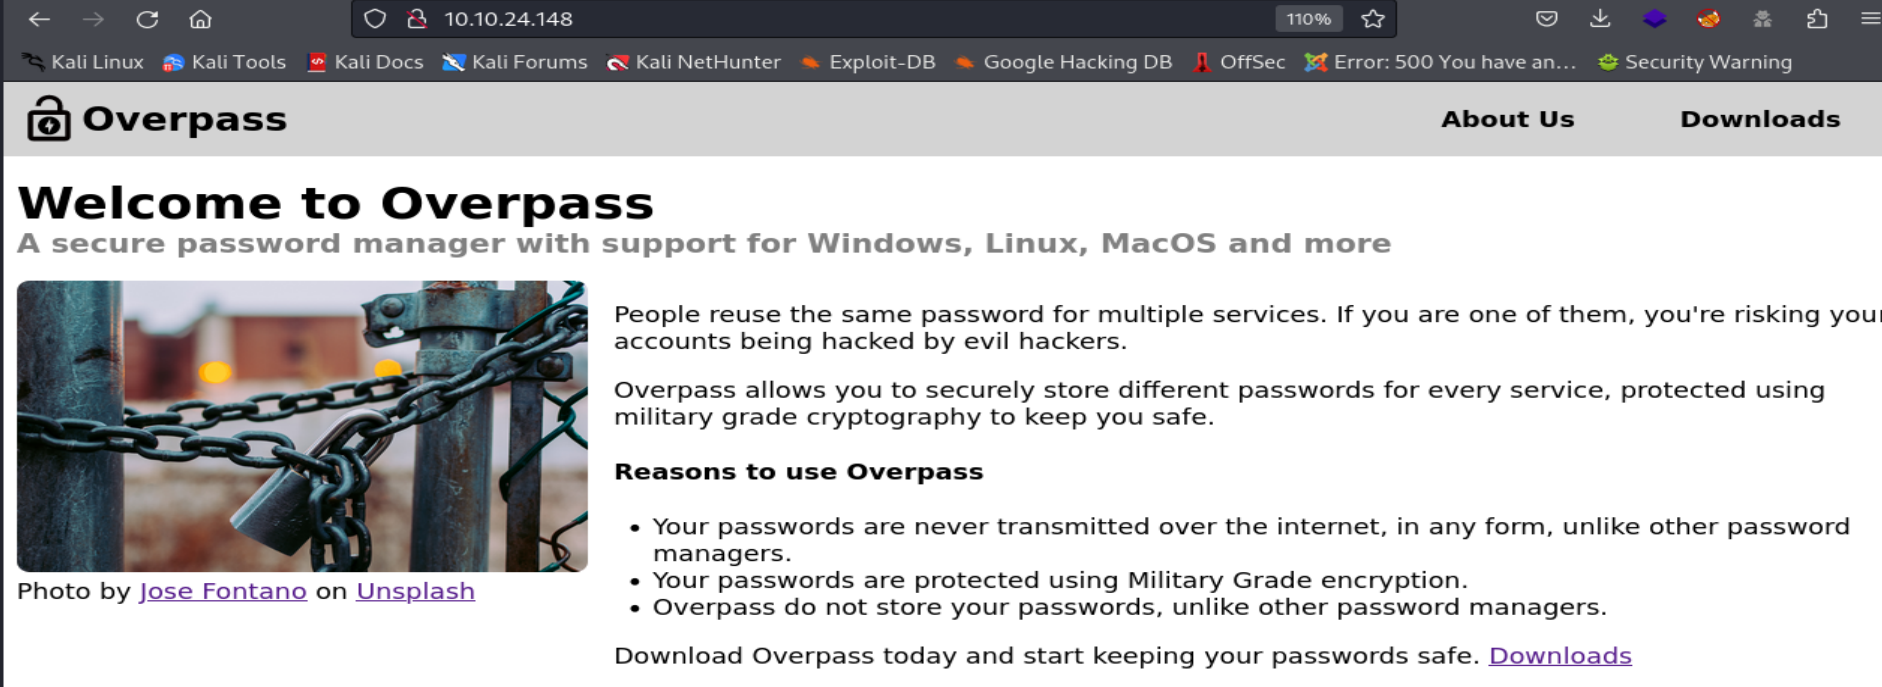 10.10.24.148 110%
Kali Linux Kali Tools Kali Docs Kali Forums Kali NetHunter Exploit-DB Google Hacking DB OffSec Error: 500 You have an... Security Warning
Overpass About Us Downloads
Welcome to Overpass
A secure password manager with support for Windows, Linux, MacOS and more
People reuse the same password for multiple services. If you are one of them, you're risking your
accounts being hacked by evil hackers.
Overpass allows you to securely store different passwords for every service, protected using
military grade cryptography to keep you safe.
Reasons to use Overpass
• Your passwords are never transmitted over the internet, in any form, unlike other password
managers.
• Your passwords are protected using Military Grade encryption.
• Overpass do not store your passwords, unlike other password managers.
Download Overpass today and start keeping your passwords safe. Downloads
Photo by Jose Fontano on Unsplash